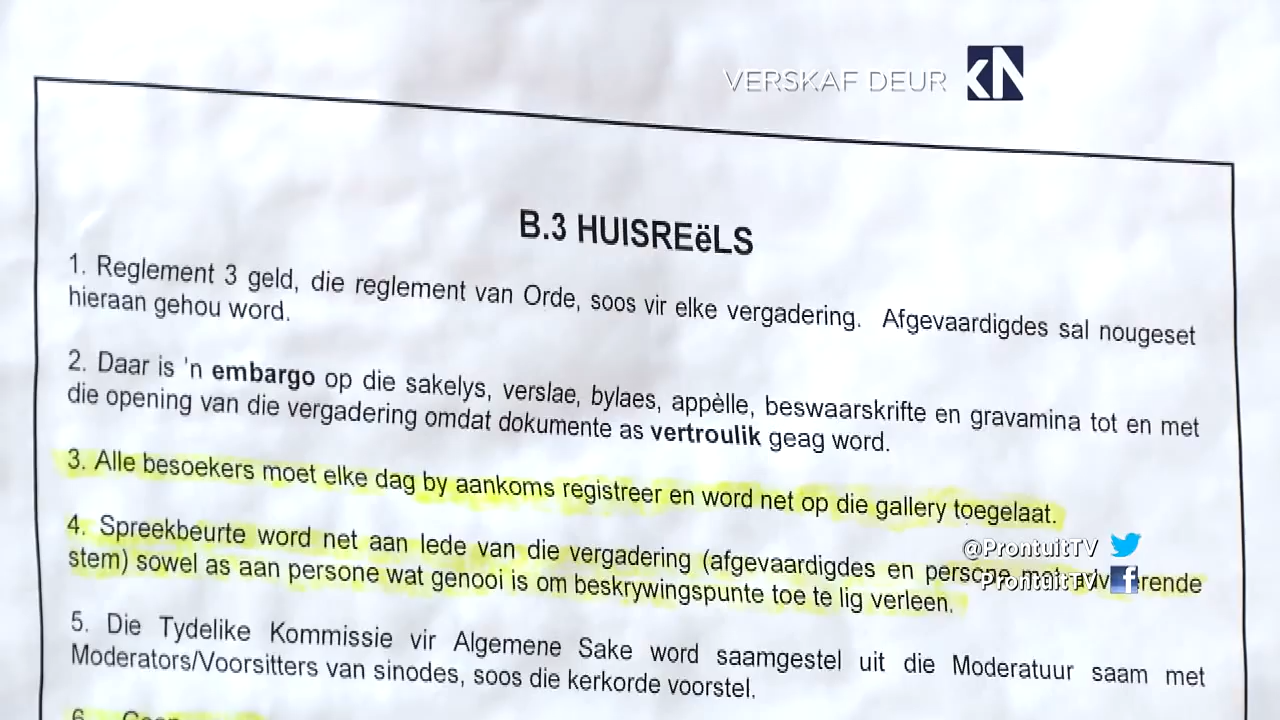 VERSKAF DEUR KN
B.3 HUISREëLS
1. Reglement 3 geld, die reglement van Orde, soos vir elke vergadering. Afgevaardigdes sal nougeset
hieraan gehou word.
2. Daar is 'n embargo op die sakelys, verslae, bylaes, appèlle, beswaarskrifte en gravamina tot en met
die opening van die vergadering omdat dokumente as vertroulik geag word.
3. Alle besoekers moet elke dag by aankoms registreer en word net op die gallery toegelaat.
4. Spreekbeurte word net aan lede van die vergadering (afgevaardigdes en persone met
stem) sowel as aan persone wat genooi is om beskrywingspunte toe te lig verleen.
@ProntuitTV
ProntuitTV
5. Die Tydelike Kommissie vir Algemene Sake word saamgestel uit die Moderatuur saam met
Moderators/Voorsitters van sinodes, soos die kerkorde voorstel.
6.